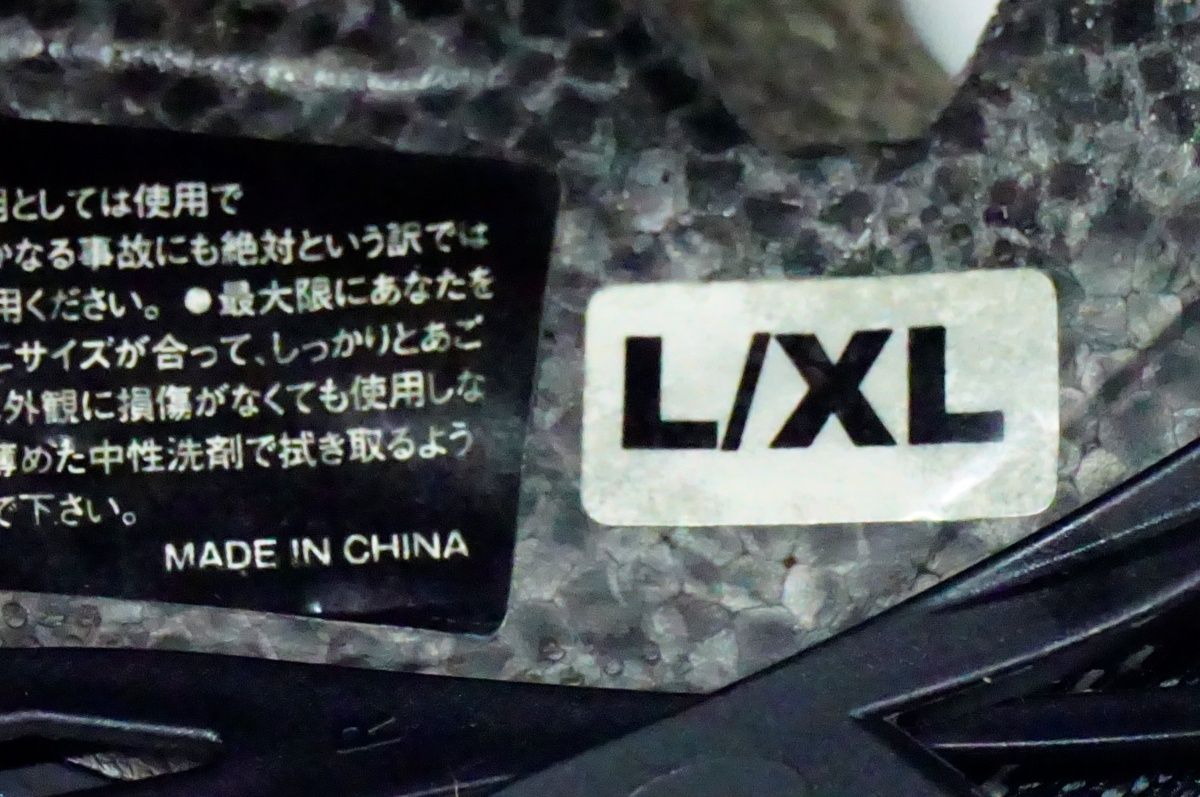 用としては使用で
かなる事故にも絶対という訳では
用ください。●最大限にあなたを
にサイズが合って、しっかりとあご
外観に損傷がなくても使用しな
薄めた中性洗剤で拭き取るよう
で下さい。
MADE IN CHINA
L/XL